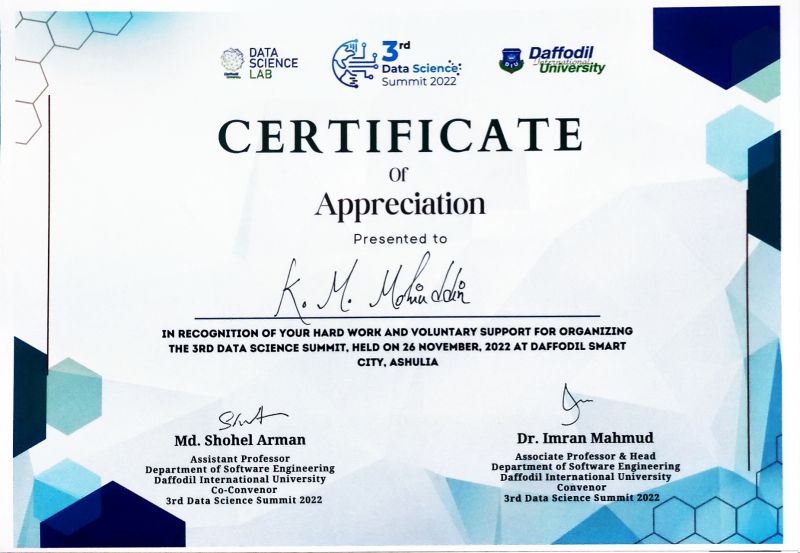 DATA
SCIENCE
LAB
3rd
Data Science
Summit 2022
DIU
Daffodil
International
University
CERTIFICATE
Of
Appreciation
Presented to
K. M. Mohiuddin
IN RECOGNITION OF YOUR HARD WORK AND VOLUNTARY SUPPORT FOR ORGANIZING
THE 3RD DATA SCIENCE SUMMIT, HELD ON 26 NOVEMBER, 2022 AT DAFFODIL SMART
CITY, ASHULIA
Md. Shohel Arman
Assistant Professor
Department of Software Engineering
Daffodil International University
Co-Convenor
3rd Data Science Summit 2022
Dr. Imran Mahmud
Associate Professor & Head
Department of Software Engineering
Daffodil International University
Convenor
3rd Data Science Summit 2022